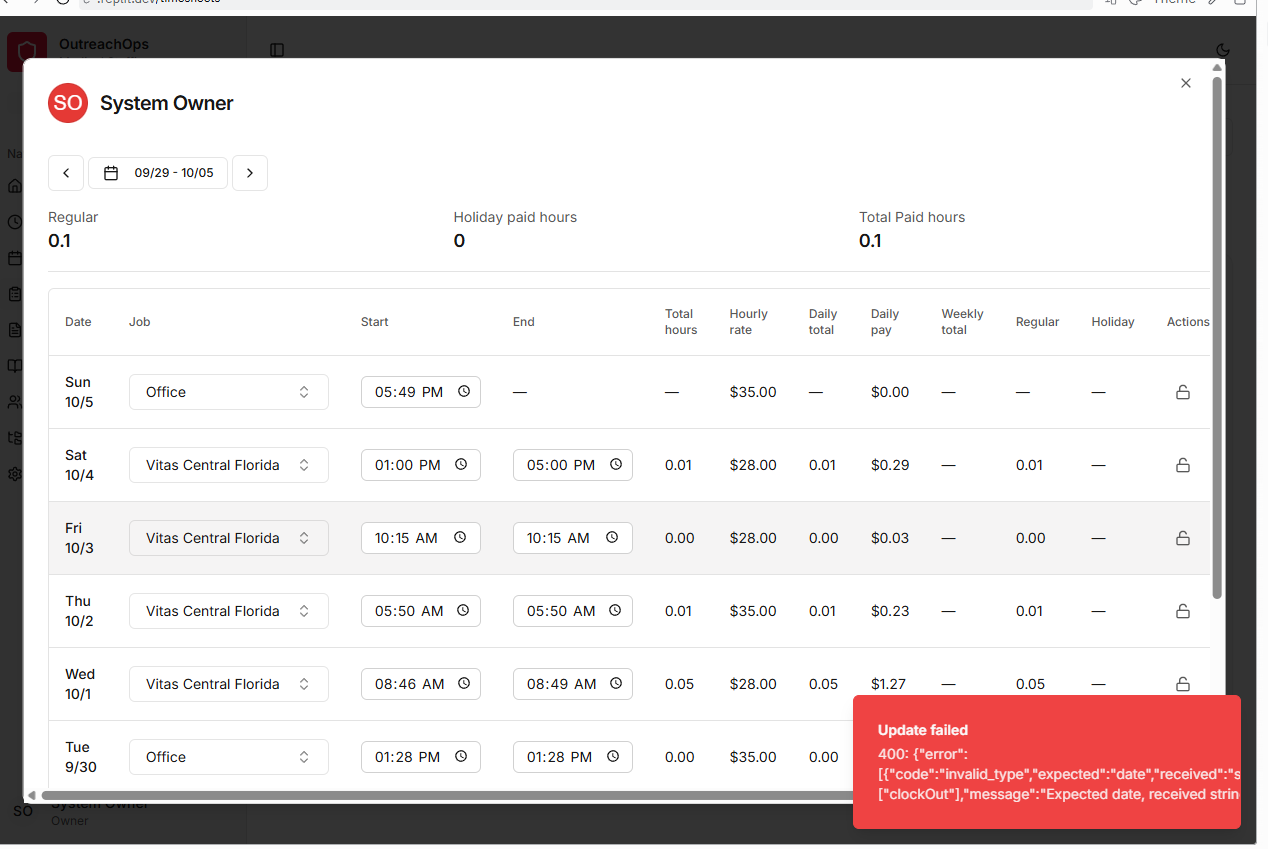 .replit.dev/timesheets
Theme
OutreachOps
SO System Owner
09/29 - 10/05
Regular Holiday paid hours Total Paid hours
0.1 0 0.1
Date Job Start End Total hours Hourly rate Daily total Daily pay Weekly total Regular Holiday Actions
Sun 10/5 Office 05:49 PM — — $35.00 — $0.00 — — —
Sat 10/4 Vitas Central Florida 01:00 PM 05:00 PM 0.01 $28.00 0.01 $0.29 — 0.01 —
Fri 10/3 Vitas Central Florida 10:15 AM 10:15 AM 0.00 $28.00 0.00 $0.03 — 0.00 —
Thu 10/2 Vitas Central Florida 05:50 AM 05:50 AM 0.01 $35.00 0.01 $0.23 — 0.01 —
Wed 10/1 Vitas Central Florida 08:46 AM 08:49 AM 0.05 $28.00 0.05 $1.27 — 0.05 —
Tue 9/30 Office 01:28 PM 01:28 PM 0.00 $35.00 0.00
Update failed
400: {"error":
[{"code":"invalid_type","expected":"date","received":"s
["clockOut"],"message":"Expected date, received strin
SO System Owner
Owner